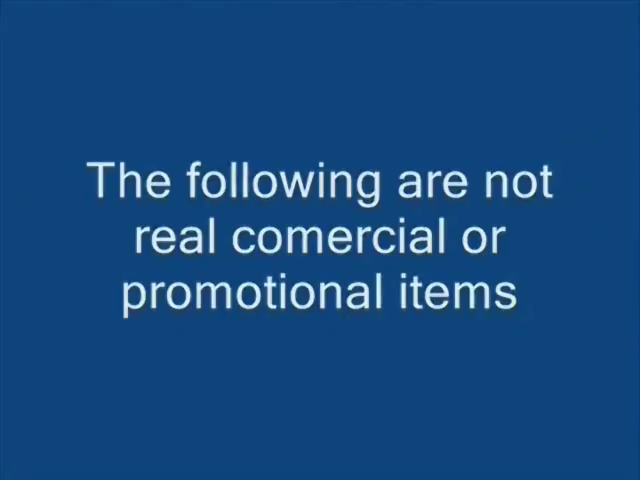 The following are not
real comercial or
promotional items